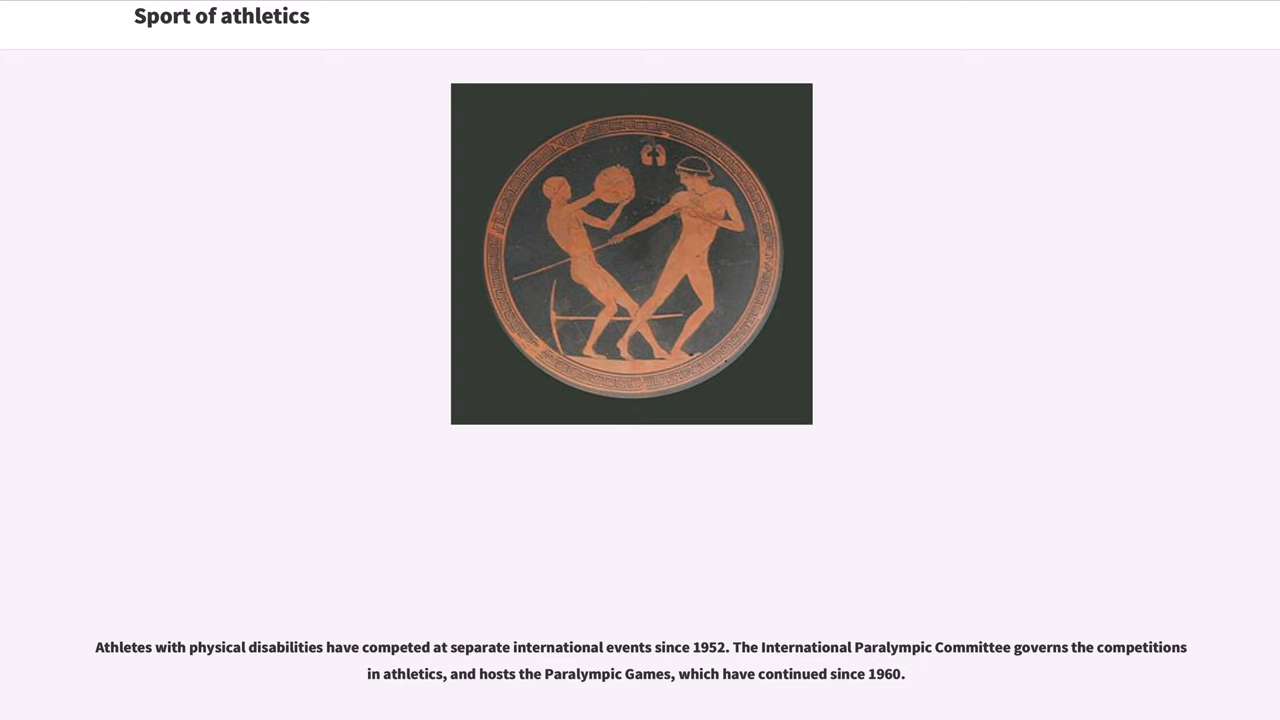 Sport of athletics
Athletes with physical disabilities have competed at separate international events since 1952. The International Paralympic Committee governs the competitions
in athletics, and hosts the Paralympic Games, which have continued since 1960.